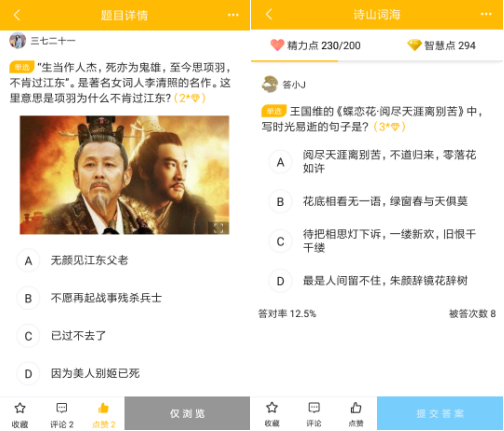 题目详情
三七二十一
单选 “生当作人杰，死亦为鬼雄，至今思项羽，
不肯过江东”。是著名女词人李清照的名作。这
里意思是项羽为什么不肯过江东？（2*）
A 无颜见江东父老
B 不愿再起战事残杀兵士
C 已过不去了
D 因为美人别姬已死
收藏 评论 2 点赞 2 仅浏览
诗山词海
精力点 230/200 智慧点 294
答小J
单选 王国维的《蝶恋花·阅尽天涯离别苦》中，
写时光易逝的句子是？（3*）
A 阅尽天涯离别苦，不道归来，零落花
如许
B 花底相看无一语，绿窗春与天俱莫
C 待把相思灯下诉，一缕新欢，旧恨千
千缕
D 最是人间留不住，朱颜辞镜花辞树
答对率 12.5% 被答次数 8
收藏 评论 点赞 提交答案